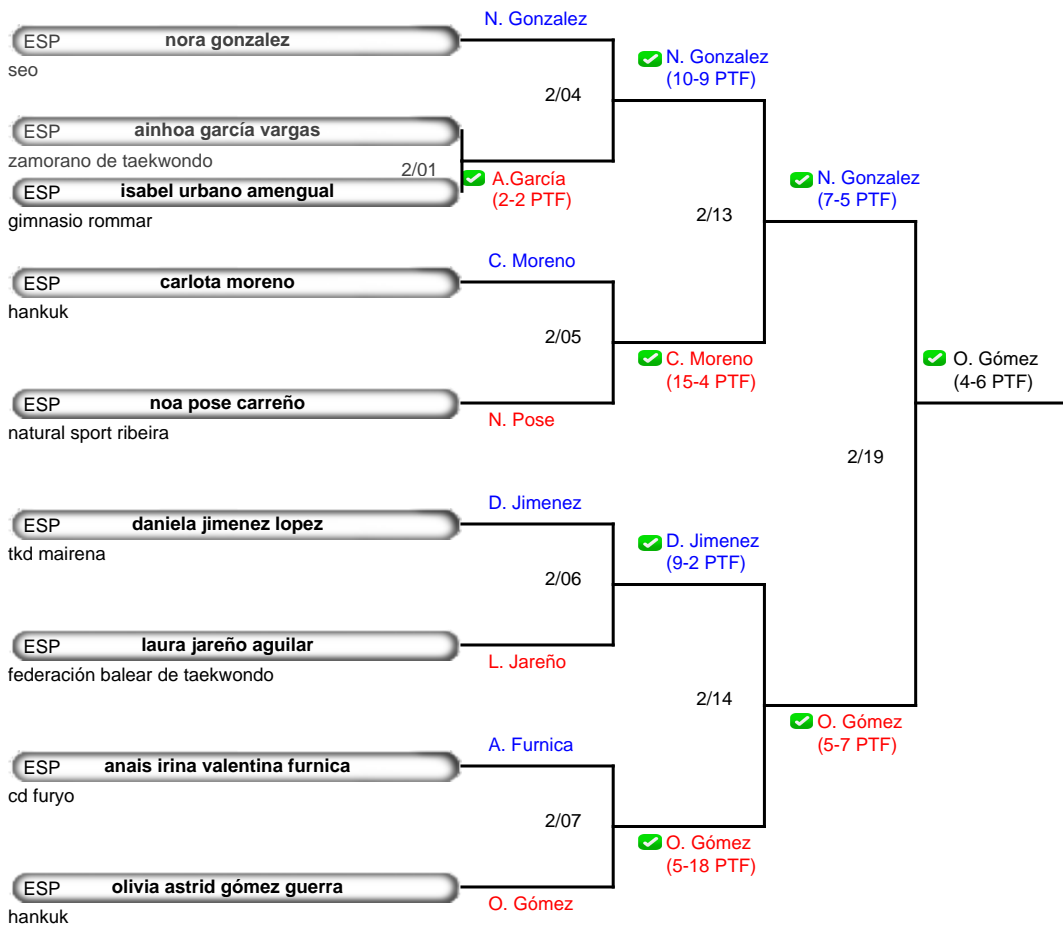 N. Gonzalez
ESP nora gonzalez
seo
N. Gonzalez
(10-9 PTF)
2/04
ESP ainhoa garcía vargas
zamorano de taekwondo
2/01
A.García
(2-2 PTF)
ESP isabel urbano amengual
gimnasio rommar
N. Gonzalez
(7-5 PTF)
2/13
C. Moreno
ESP carlota moreno
hankuk
2/05
C. Moreno
(15-4 PTF)
O. Gómez
(4-6 PTF)
ESP noa pose carreño
natural sport ribeira
N. Pose
2/19
D. Jimenez
ESP daniela jimenez lopez
tkd mairena
D. Jimenez
(9-2 PTF)
2/06
ESP laura jareño aguilar
federación balear de taekwondo
L. Jareño
2/14
O. Gómez
(5-7 PTF)
A. Furnica
ESP anais irina valentina furnica
cd furyo
2/07
O. Gómez
(5-18 PTF)
ESP olivia astrid gómez guerra
hankuk
O. Gómez